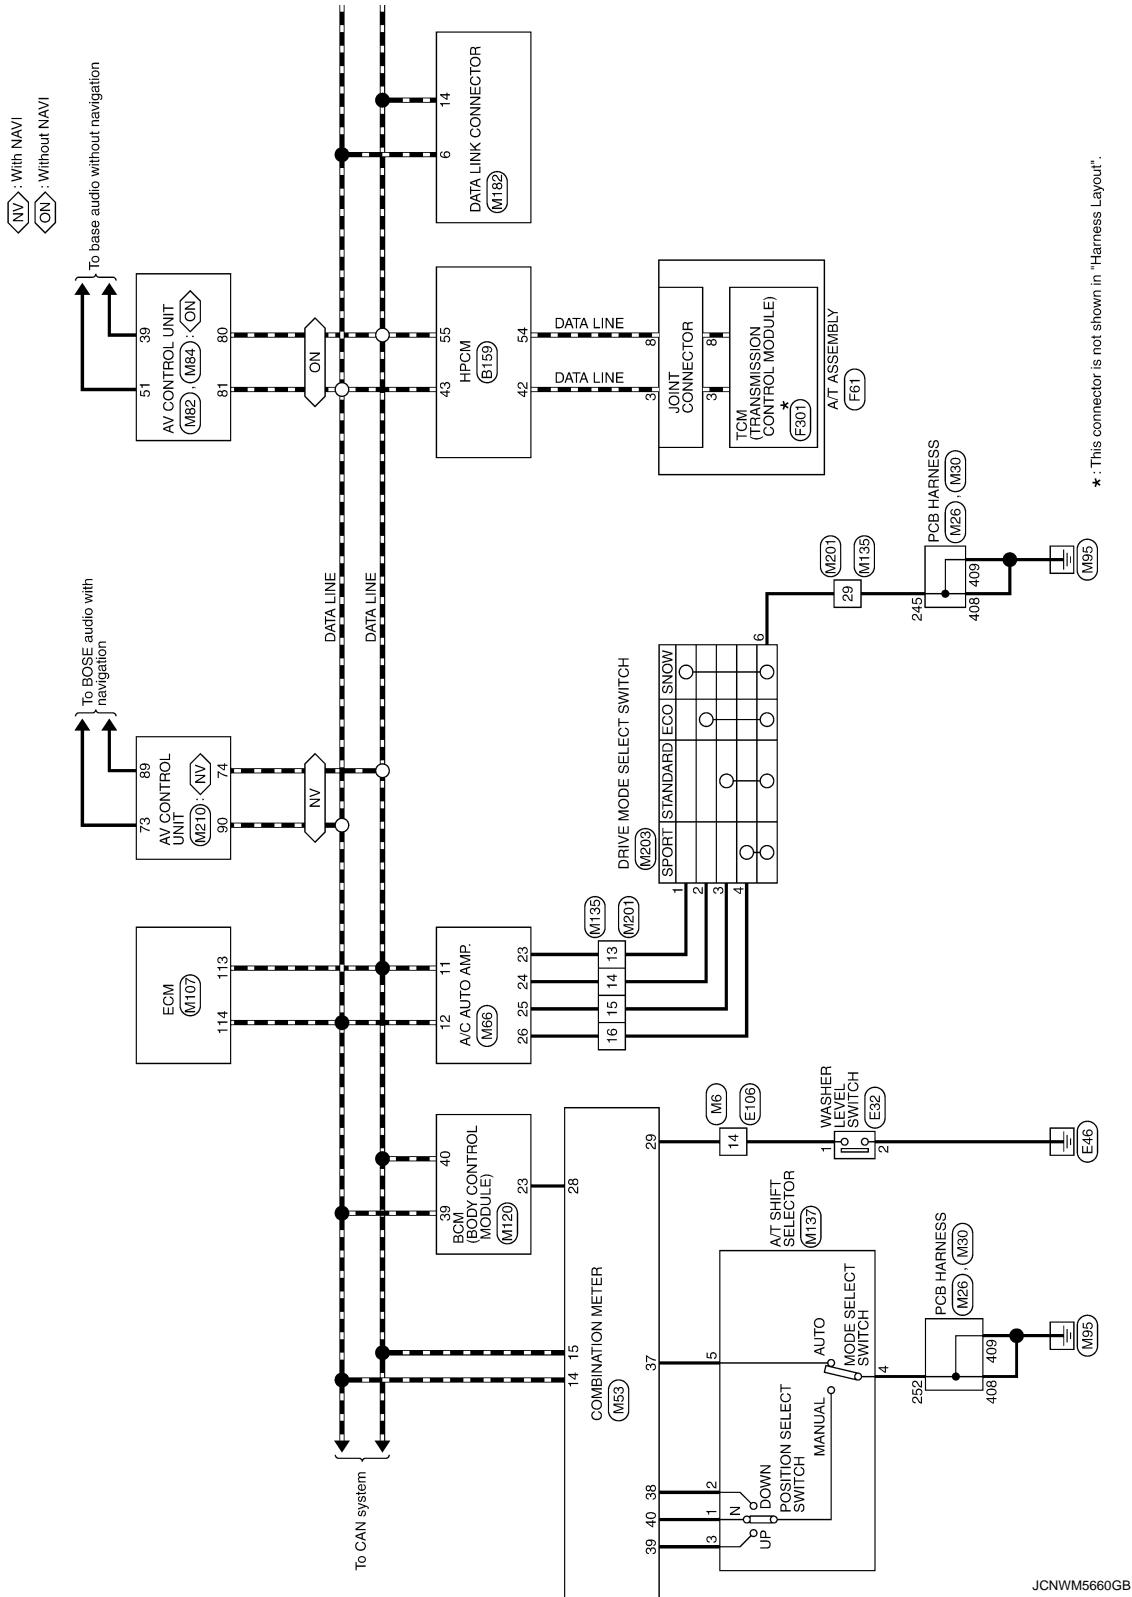 NV : With NAVI
ON : Without NAVI
To BOSE audio with
navigation
To base audio without navigation
73
89
AV CONTROL
UNIT
M210 : NV
90
74
51
39
AV CONTROL UNIT
M82 , M84 : ON
81
80
ECM
M107
114
113
NV
ON
DATA LINE
DATA LINE
To CAN system
39
40
BCM
(BODY CONTROL
MODULE)
M120
23
12
11
A/C AUTO AMP.
M66
26
25
24
23
43
55
HPCM
B159
42
54
6
14
DATA LINK CONNECTOR
M182
14
15
28
COMBINATION METER
M53
39
40
38
37
29
M135
M201
16
15
14
13
DATA LINE
DATA LINE
3
8
JOINT
CONNECTOR
3
8
TCM
(TRANSMISSION
CONTROL MODULE)
*
F301
A/T ASSEMBLY
F61
DRIVE MODE SELECT SWITCH
M203
SPORT
STANDARD
ECO
SNOW
1
2
3
4
6
M6
E106
14
WASHER
LEVEL
SWITCH
E32
1
2
E46
A/T SHIFT
SELECTOR
M137
3
1
2
5
UP
N
DOWN
POSITION SELECT
SWITCH
MANUAL
AUTO
MODE SELECT
SWITCH
4
252
PCB HARNESS
M26 , M30
408
409
M95
M201
M135
29
245
PCB HARNESS
M26 , M30
408
409
M95
* : This connector is not shown in "Harness Layout".
JCNWM5660GB